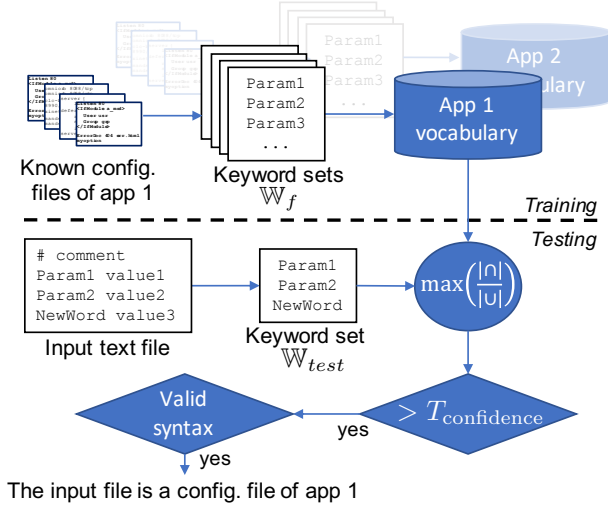 Param1
Param2
Param3
...
App 2
Param1
Param2
Param3
...
App 1
vocabulary
Known config.
files of app 1
Keyword sets
𝕎f
Training
Testing
# comment
Param1 value1
Param2 value2
NewWord value3
Input text file
Param1
Param2
NewWord
Keyword set
𝕎test
max(|∩|/|∪|)
> Tconfidence
yes
Valid
syntax
yes
The input file is a config. file of app 1